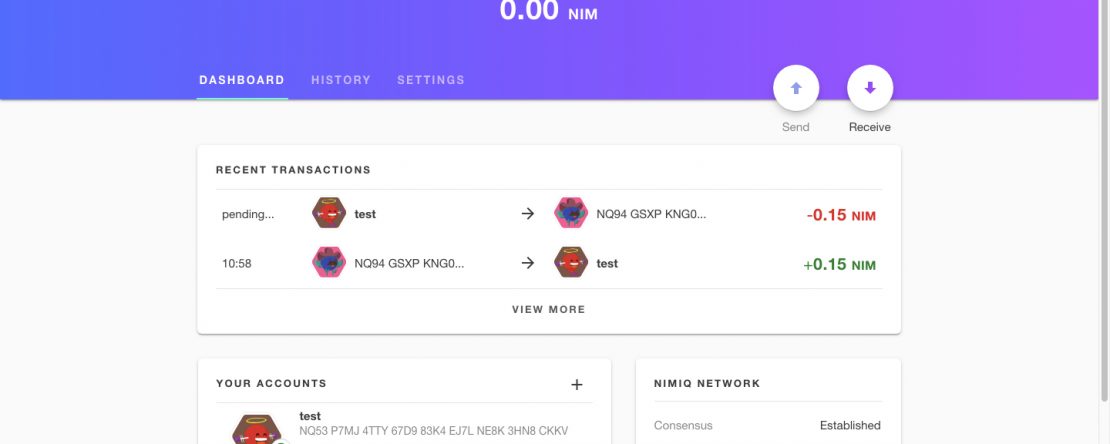 0.00 NIM
DASHBOARD HISTORY SETTINGS
Send Receive
RECENT TRANSACTIONS
pending... test NQ94 GSXP KNG0... -0.15 NIM
10:58 NQ94 GSXP KNG0... test +0.15 NIM
VIEW MORE
YOUR ACCOUNTS
test
NQ53 P7MJ 4TTY 67D9 83K4 EJ7L NE8K 3HN8 CKKV
NIMIQ NETWORK
Consensus Established